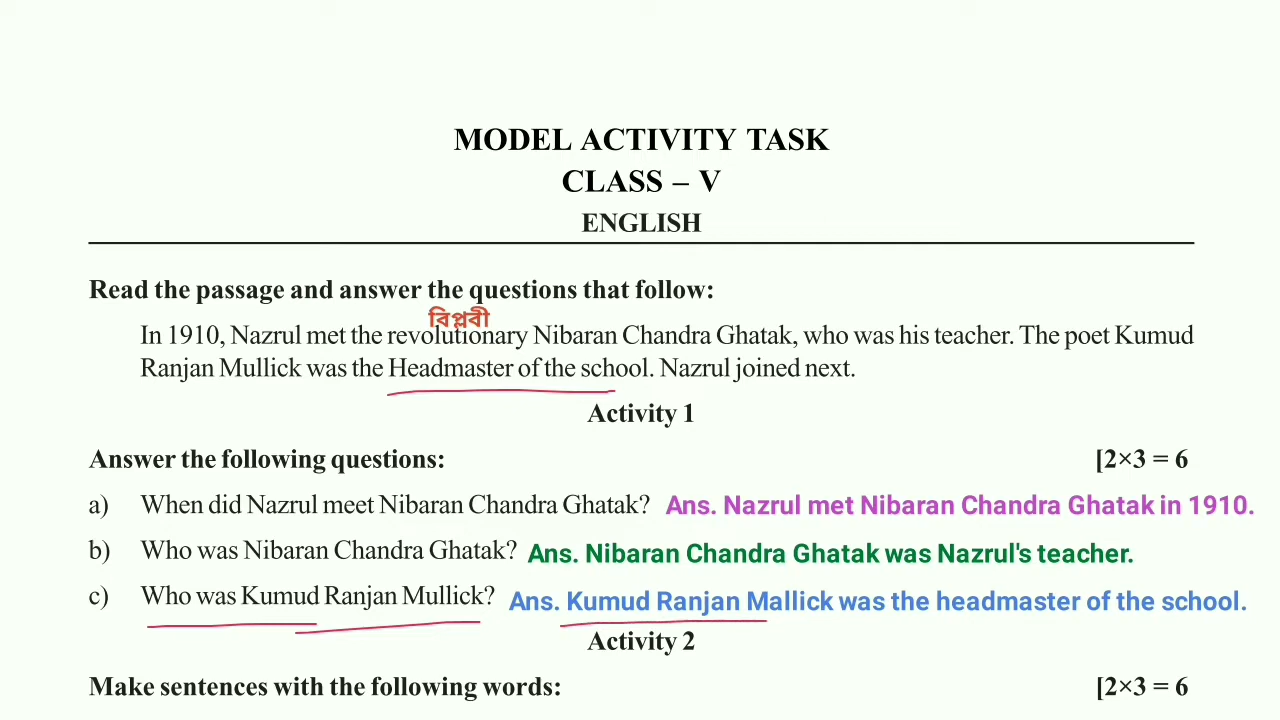 MODEL ACTIVITY TASK
CLASS – V
ENGLISH
Read the passage and answer the questions that follow:
বিপ্লবী
In 1910, Nazrul met the revolutionary Nibaran Chandra Ghatak, who was his teacher. The poet Kumud
Ranjan Mullick was the Headmaster of the school. Nazrul joined next.
Activity 1
Answer the following questions: [2×3 = 6
a) When did Nazrul meet Nibaran Chandra Ghatak? Ans. Nazrul met Nibaran Chandra Ghatak in 1910.
b) Who was Nibaran Chandra Ghatak? Ans. Nibaran Chandra Ghatak was Nazrul's teacher.
c) Who was Kumud Ranjan Mullick? Ans. Kumud Ranjan Mallick was the headmaster of the school.
Activity 2
Make sentences with the following words: [2×3 = 6